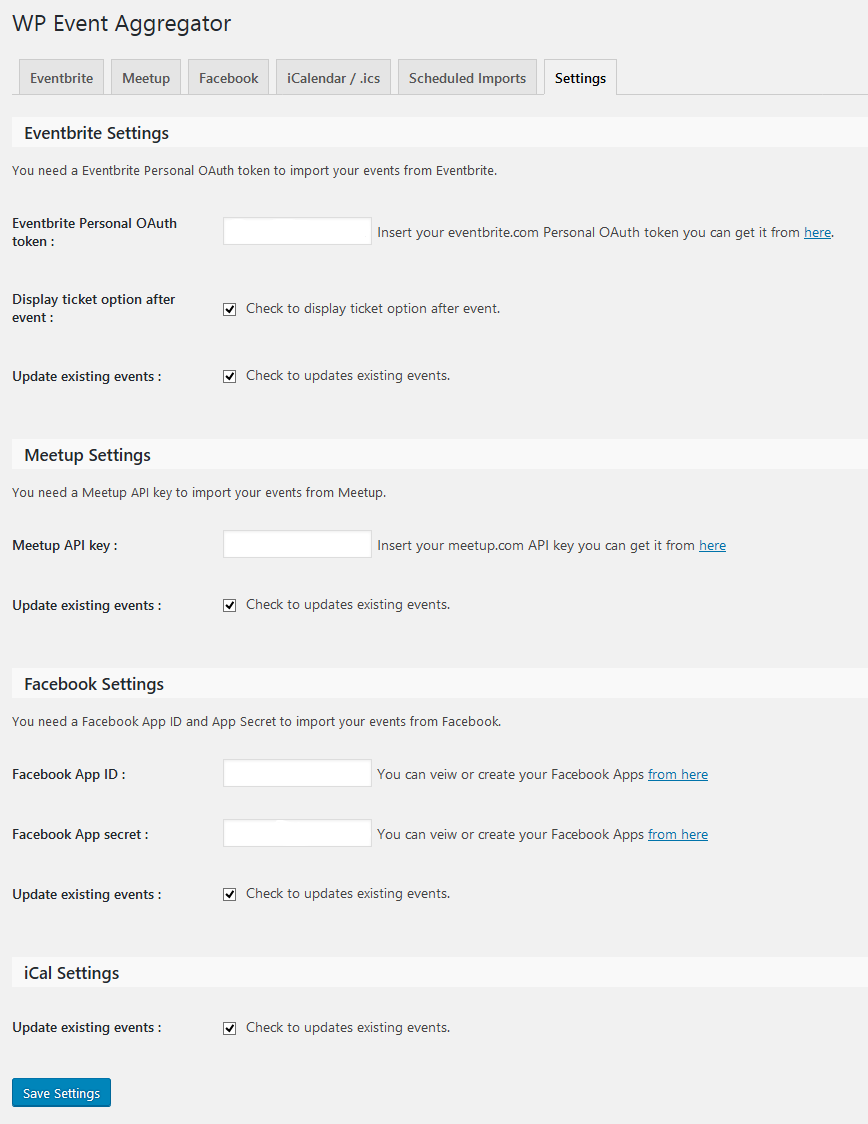 WP Event Aggregator
Eventbrite Meetup Facebook iCalendar / .ics Scheduled Imports Settings
Eventbrite Settings
You need a Eventbrite Personal OAuth token to import your events from Eventbrite.
Eventbrite Personal OAuth
token :
Insert your eventbrite.com Personal OAuth token you can get it from here.
Display ticket option after
event :
Check to display ticket option after event.
Update existing events : Check to updates existing events.
Meetup Settings
You need a Meetup API key to import your events from Meetup.
Meetup API key : Insert your meetup.com API key you can get it from here
Update existing events : Check to updates existing events.
Facebook Settings
You need a Facebook App ID and App Secret to import your events from Facebook.
Facebook App ID : You can veiw or create your Facebook Apps from here
Facebook App secret : You can veiw or create your Facebook Apps from here
Update existing events : Check to updates existing events.
iCal Settings
Update existing events : Check to updates existing events.
Save Settings